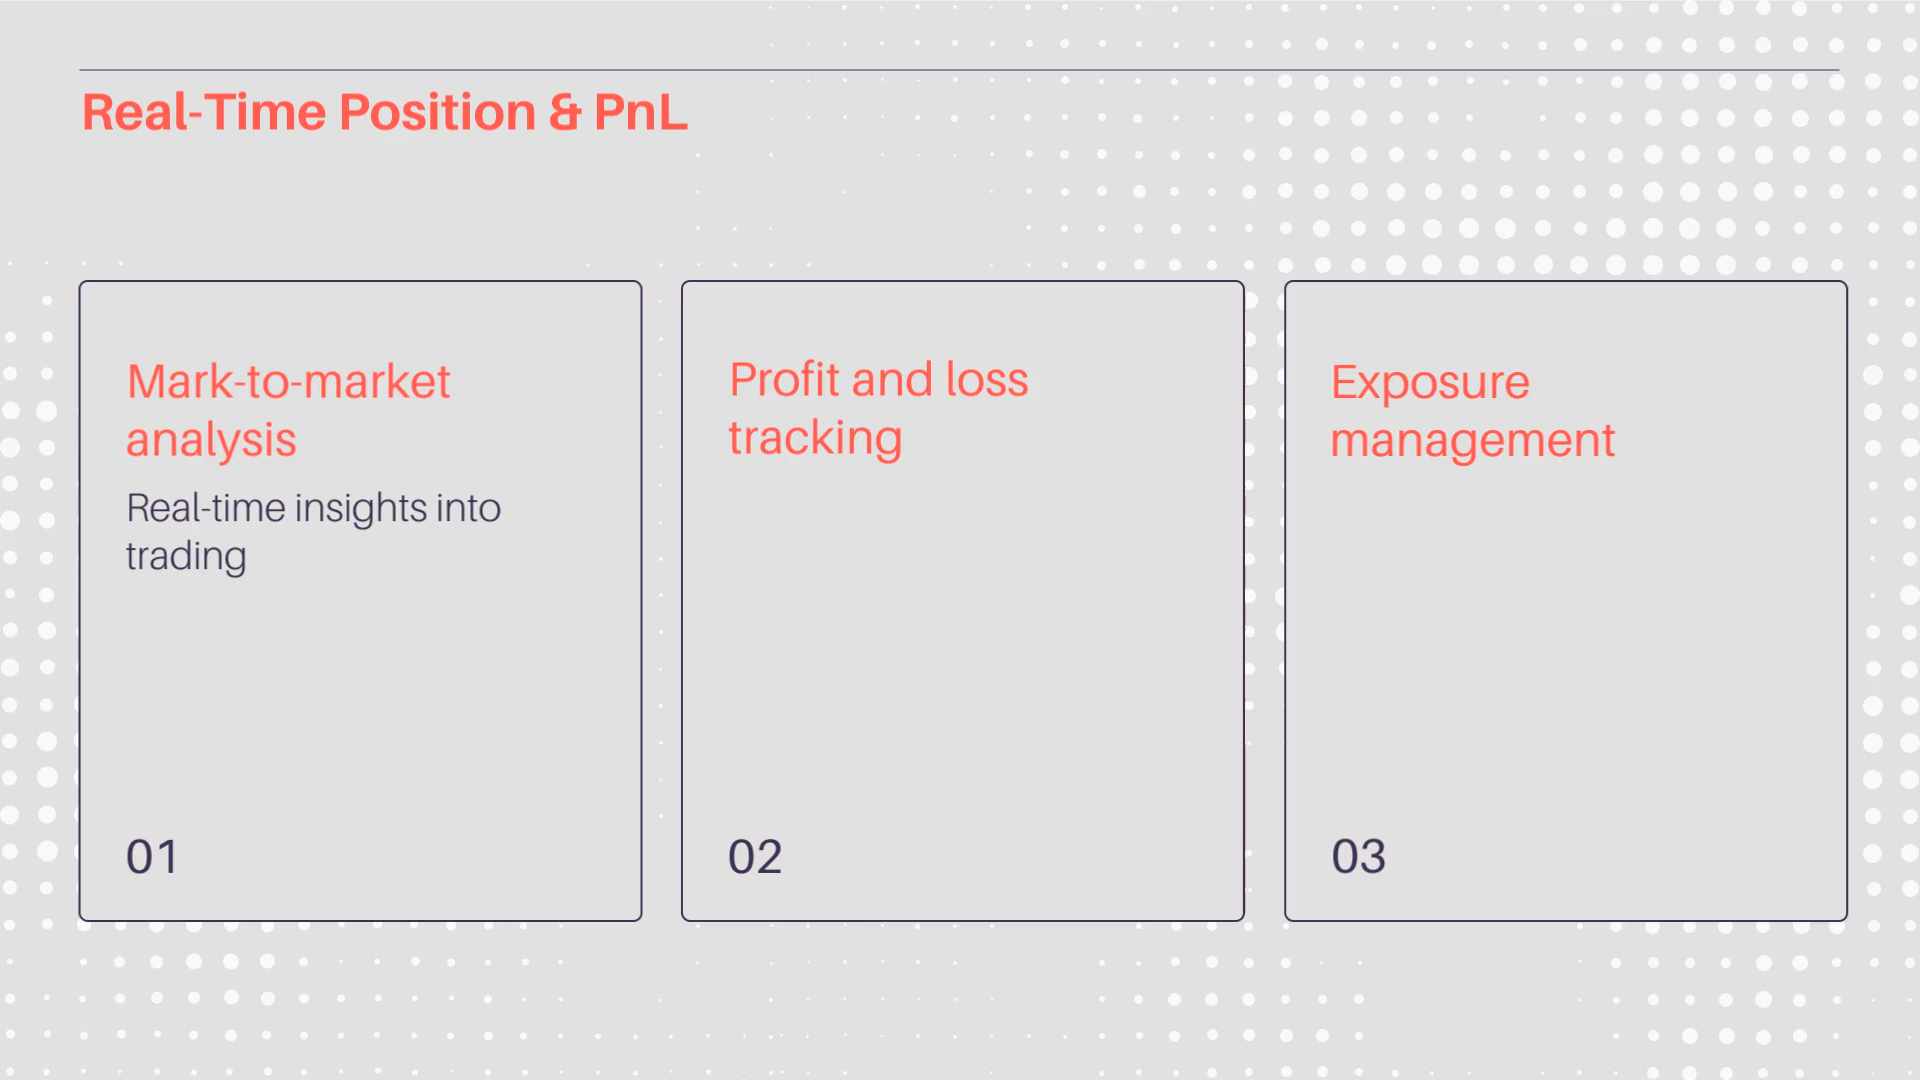 Real-Time Position & PnL
Mark-to-market
analysis
Real-time insights into
trading
01
Profit and loss
tracking
02
Exposure
management
03